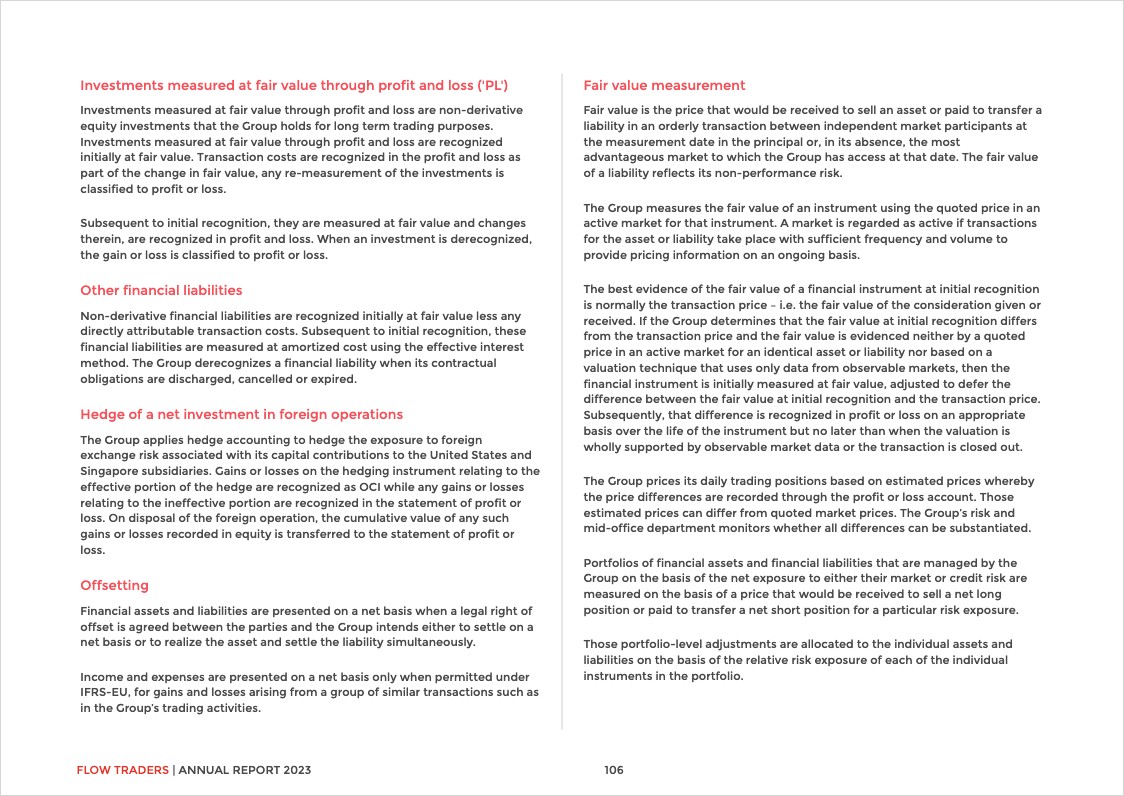 Investments measured at fair value through profit and loss ('PL')
Investments measured at fair value through profit and loss are non-derivative
equity investments that the Group holds for long term trading purposes.
Investments measured at fair value through profit and loss are recognized
initially at fair value. Transaction costs are recognized in the profit and loss as
part of the change in fair value, any re-measurement of the investments is
classified to profit or loss.
Subsequent to initial recognition, they are measured at fair value and changes
therein, are recognized in profit and loss. When an investment is derecognized,
the gain or loss is classified to profit or loss.
Other financial liabilities
Non-derivative financial liabilities are recognized initially at fair value less any
directly attributable transaction costs. Subsequent to initial recognition, these
financial liabilities are measured at amortized cost using the effective interest
method. The Group derecognizes a financial liability when its contractual
obligations are discharged, cancelled or expired.
Hedge of a net investment in foreign operations
The Group applies hedge accounting to hedge the exposure to foreign
exchange risk associated with its capital contributions to the United States and
Singapore subsidiaries. Gains or losses on the hedging instrument relating to the
effective portion of the hedge are recognized as OCI while any gains or losses
relating to the ineffective portion are recognized in the statement of profit or
loss. On disposal of the foreign operation, the cumulative value of any such
gains or losses recorded in equity is transferred to the statement of profit or
loss.
Offsetting
Financial assets and liabilities are presented on a net basis when a legal right of
offset is agreed between the parties and the Group intends either to settle on a
net basis or to realize the asset and settle the liability simultaneously.
Income and expenses are presented on a net basis only when permitted under
IFRS-EU, for gains and losses arising from a group of similar transactions such as
in the Group's trading activities.
Fair value measurement
Fair value is the price that would be received to sell an asset or paid to transfer a
liability in an orderly transaction between independent market participants at
the measurement date in the principal or, in its absence, the most
advantageous market to which the Group has access at that date. The fair value
of a liability reflects its non-performance risk.
The Group measures the fair value of an instrument using the quoted price in an
active market for that instrument. A market is regarded as active if transactions
for the asset or liability take place with sufficient frequency and volume to
provide pricing information on an ongoing basis.
The best evidence of the fair value of a financial instrument at initial recognition
is normally the transaction price – i.e. the fair value of the consideration given or
received. If the Group determines that the fair value at initial recognition differs
from the transaction price and the fair value is evidenced neither by a quoted
price in an active market for an identical asset or liability nor based on a
valuation technique that uses only data from observable markets, then the
financial instrument is initially measured at fair value, adjusted to defer the
difference between the fair value at initial recognition and the transaction price.
Subsequently, that difference is recognized in profit or loss on an appropriate
basis over the life of the instrument but no later than when the valuation is
wholly supported by observable market data or the transaction is closed out.
The Group prices its daily trading positions based on estimated prices whereby
the price differences are recorded through the profit or loss account. Those
estimated prices can differ from quoted market prices. The Group's risk and
mid-office department monitors whether all differences can be substantiated.
Portfolios of financial assets and financial liabilities that are managed by the
Group on the basis of the net exposure to either their market or credit risk are
measured on the basis of a price that would be received to sell a net long
position or paid to transfer a net short position for a particular risk exposure.
Those portfolio-level adjustments are allocated to the individual assets and
liabilities on the basis of the relative risk exposure of each of the individual
instruments in the portfolio.
FLOW TRADERS | ANNUAL REPORT 2023
106